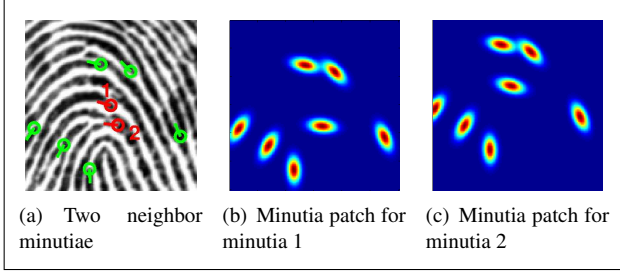 1
2
(a) Two neighbor minutiae
(b) Minutia patch for minutia 1
(c) Minutia patch for minutia 2